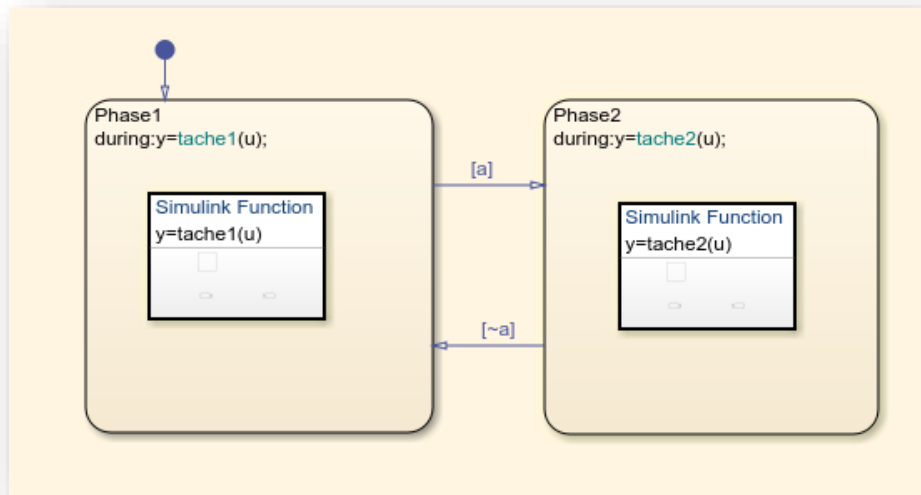 Phase1
during:y=tache1(u);
Simulink Function
y=tache1(u)
[a]
[~a]
Phase2
during:y=tache2(u);
Simulink Function
y=tache2(u)